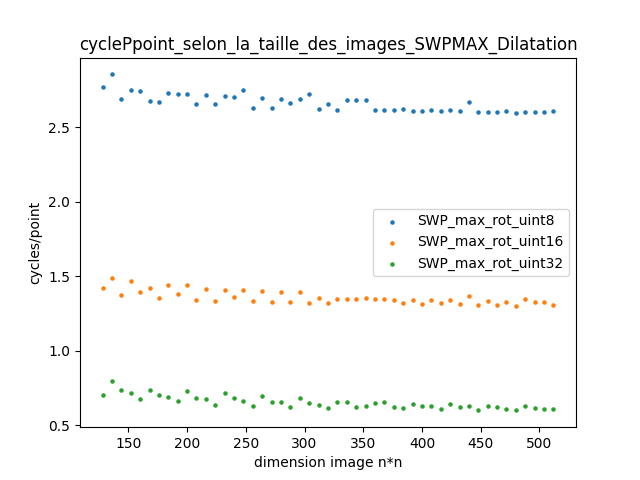 cyclePpoint_selon_la_taille_des_images_SWPMAX_Dilatation
2.5
2.0
1.5
1.0
0.5
cycles/point
SWP_max_rot_uint8
SWP_max_rot_uint16
SWP_max_rot_uint32
150 200 250 300 350 400 450 500
dimension image n*n